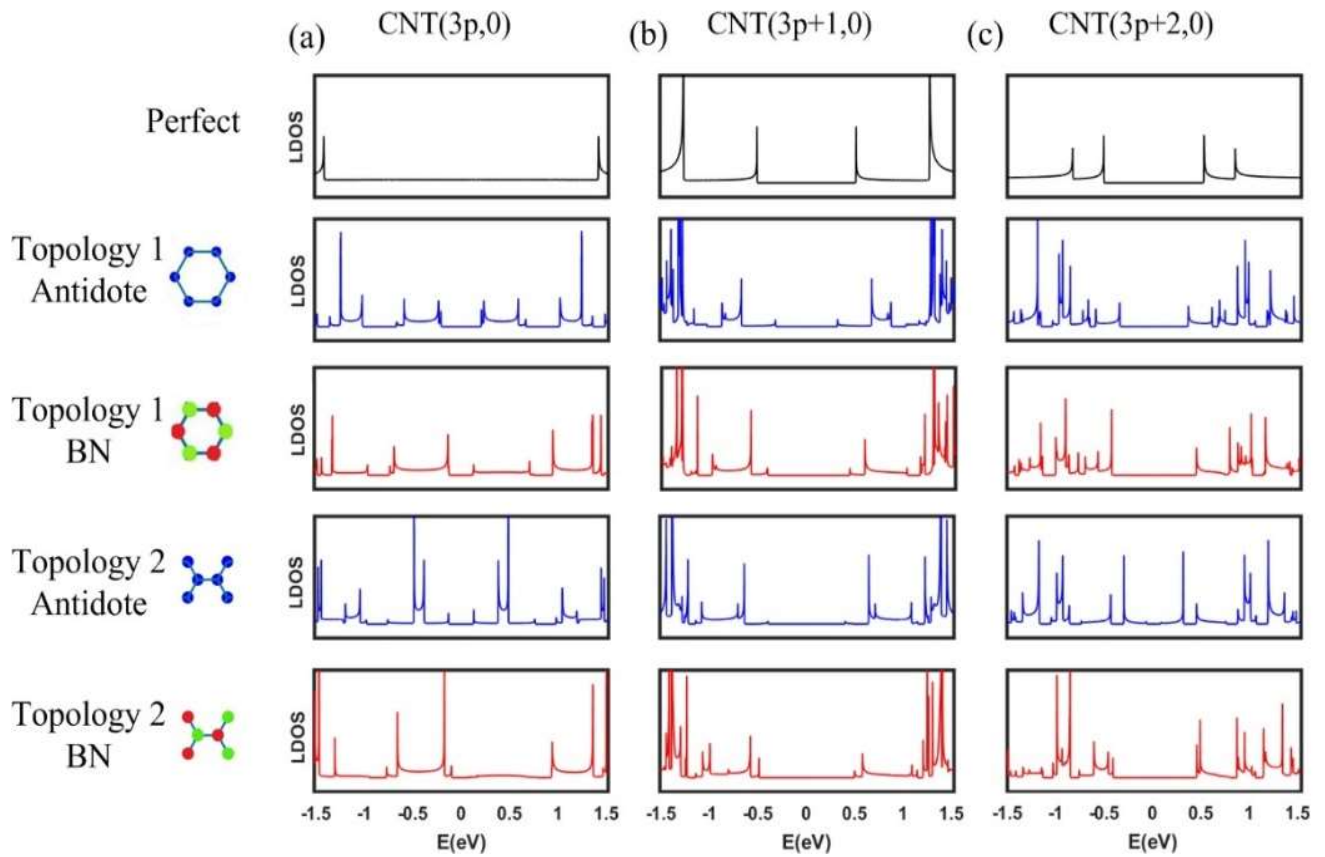 (a) CNT(3p,0) (b) CNT(3p+1,0) (c) CNT(3p+2,0)
Perfect
LDOS
Topology 1
Antidote
LDOS
Topology 1
BN
LDOS
Topology 2
Antidote
LDOS
Topology 2
BN
LDOS
-1.5 -1 -0.5 0 0.5 1 1.5
E(eV)
-1.5 -1 -0.5 0 0.5 1 1.5
E(eV)
-1.5 -1 -0.5 0 0.5 1 1.5
E(eV)